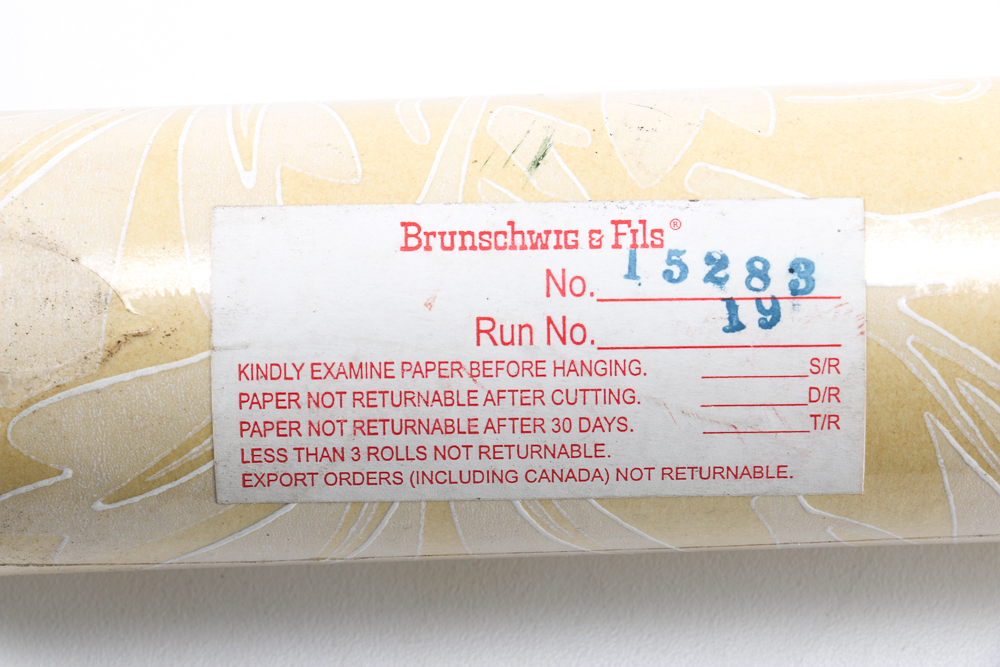 Brunschwig & Fils®
No. 15283
Run No. 19
KINDLY EXAMINE PAPER BEFORE HANGING. S/R
PAPER NOT RETURNABLE AFTER CUTTING. D/R
PAPER NOT RETURNABLE AFTER 30 DAYS. T/R
LESS THAN 3 ROLLS NOT RETURNABLE.
EXPORT ORDERS (INCLUDING CANADA) NOT RETURNABLE.